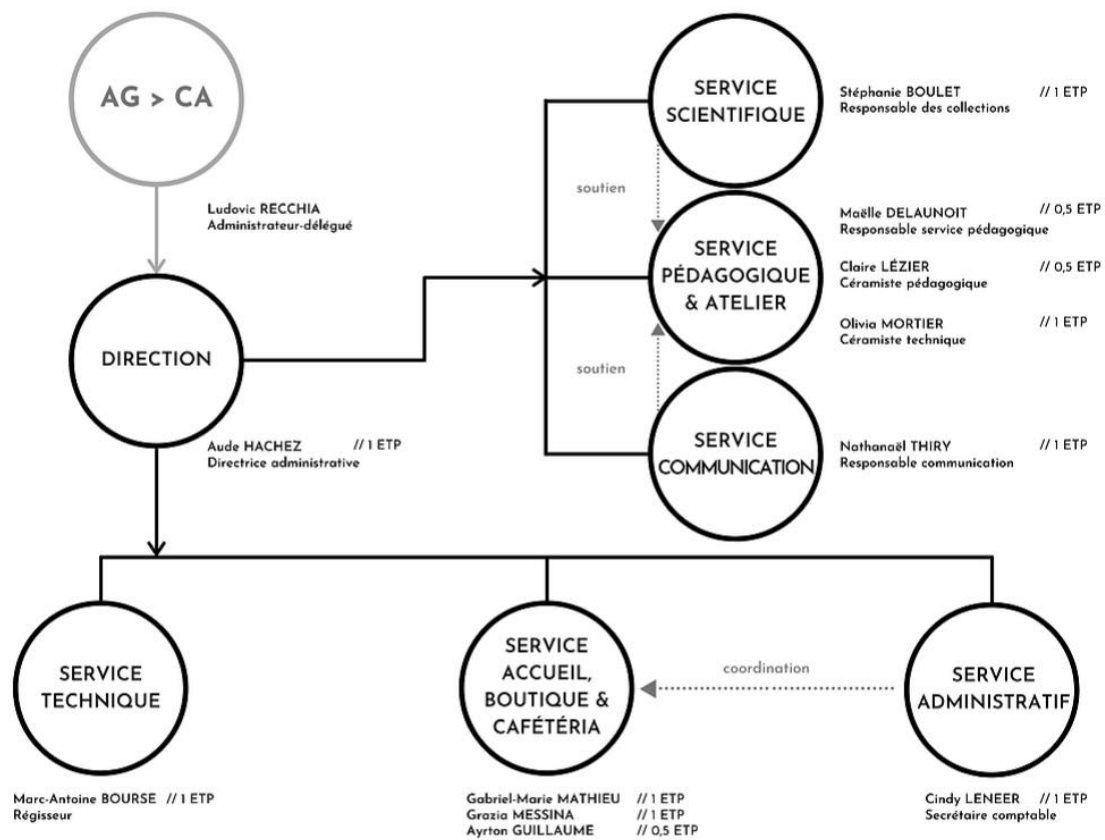 AG > CA
Ludovic RECCHIA
Administrateur-délégué
DIRECTION
Aude HACHEZ // 1 ETP
Directrice administrative
SERVICE
SCIENTIFIQUE
Stéphanie BOULET // 1 ETP
Responsable des collections
soutien
SERVICE
PÉDAGOGIQUE
& ATELIER
Maëlle DELAUNOIT // 0,5 ETP
Responsable service pédagogique
Claire LÉZIER // 0,5 ETP
Céramiste pédagogique
Olivia MORTIER // 1 ETP
Céramiste technique
soutien
SERVICE
COMMUNICATION
Nathanaël THIRY // 1 ETP
Responsable communication
SERVICE
TECHNIQUE
Marc-Antoine BOURSE // 1 ETP
Régisseur
SERVICE
ACCUEIL,
BOUTIQUE &
CAFÉTÉRIA
Gabriel-Marie MATHIEU // 1 ETP
Grazia MESSINA // 1 ETP
Ayrton GUILLAUME // 0,5 ETP
coordination
SERVICE
ADMINISTRATIF
Cindy LENEER // 1 ETP
Secrétaire comptable